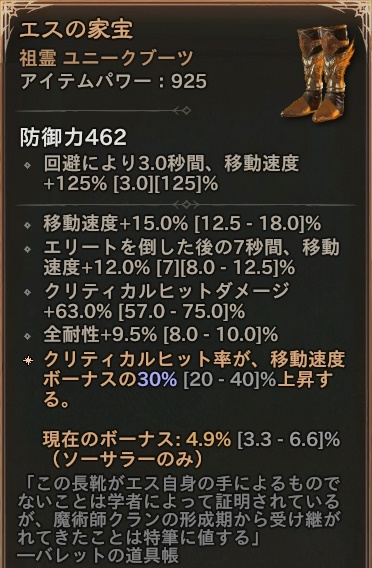 エスの家宝
祖霊 ユニークブーツ
アイテムパワー：925
防御力462
回避により3.0秒間、移動速度
+125% [3.0][125]%
移動速度+15.0% [12.5 - 18.0]%
エリートを倒した後の7秒間、移動
速度+12.0% [7][8.0 - 12.5]%
クリティカルヒットダメージ
+63.0% [57.0 - 75.0]%
全耐性+9.5% [8.0 - 10.0]%
クリティカルヒット率が、移動速度
ボーナスの30% [20 - 40]%上昇す
る。
現在のボーナス: 4.9% [3.3 - 6.6]%
（ソーサラーのみ）
「この長靴がエス自身の手によるもので
ないことは学者によって証明されている
が、魔術師クランの形成期から受け継が
れてきたことは特筆に値する」
―バレットの道具帳